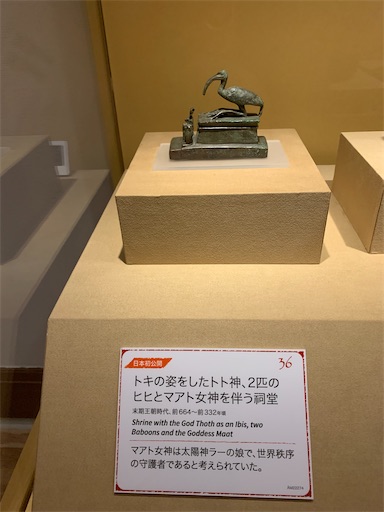 日本初公開
36
トキの姿をしたトト神、2匹の
ヒヒとマアト女神を伴う祠堂
末期王朝時代、前664~前332年頃
Shrine with the God Thoth as an Ibis, two
Baboons and the Goddess Maat
マアト女神は太陽神ラーの娘で、世界秩序
の守護者であると考えられていた。